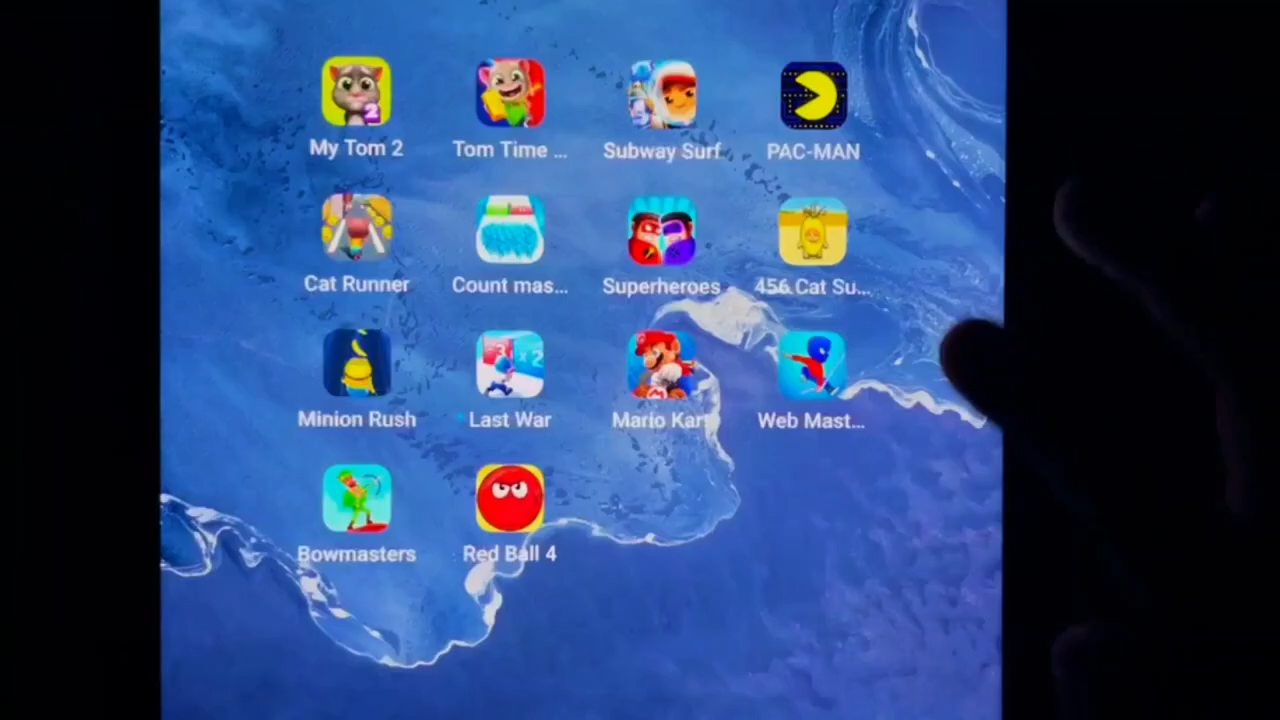 My Tom 2
Tom Time ...
Subway Surf
PAC-MAN
Cat Runner
Count mas...
Superheroes
456 Cat Su...
Minion Rush
Last War
Mario Kart
Web Mast...
Bowmasters
Red Ball 4